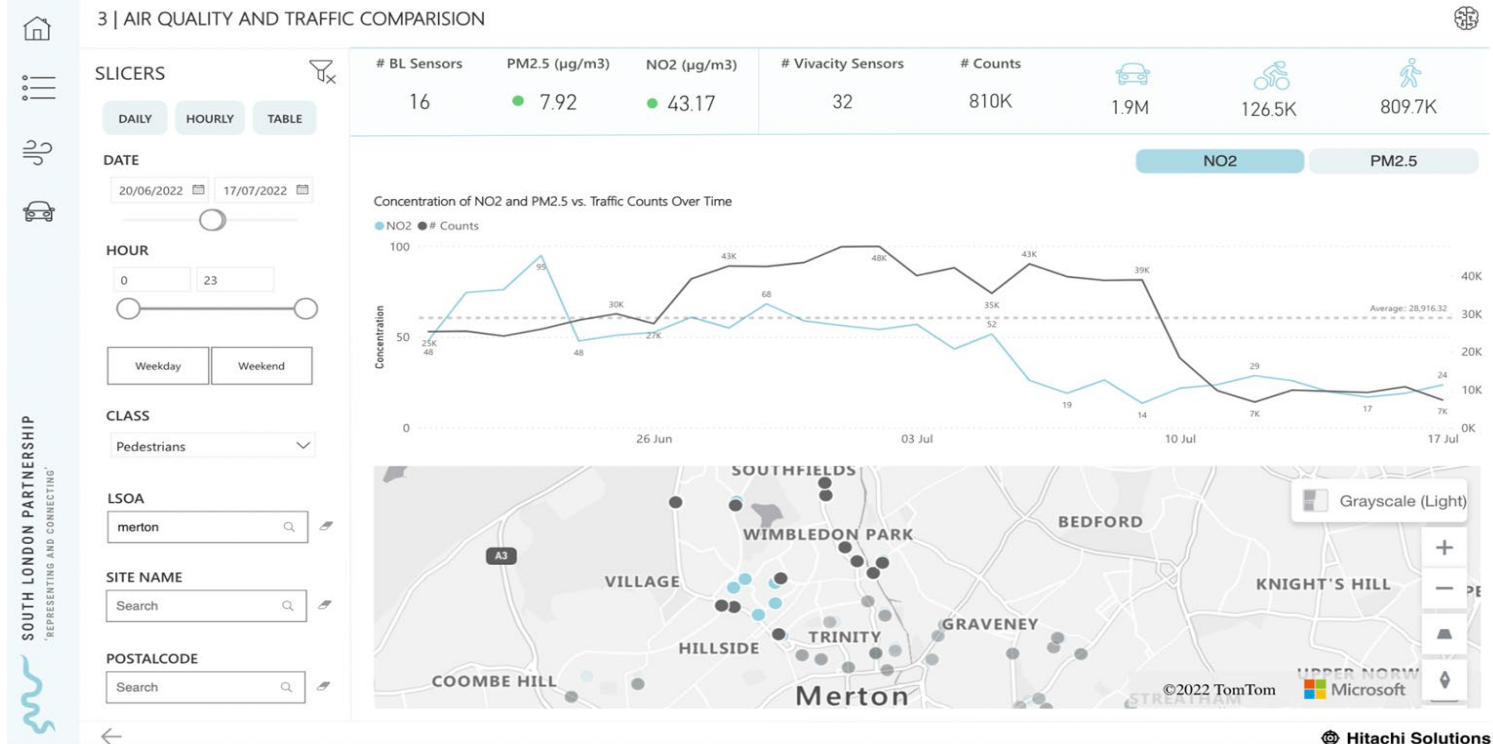 3 | AIR QUALITY AND TRAFFIC COMPARISION
SLICERS
DAILY HOURLY TABLE
DATE
20/06/2022 17/07/2022
HOUR
0 23
Weekday Weekend
CLASS
Pedestrians
LSOA
merton
SITE NAME
Search
POSTALCODE
Search
SOUTH LONDON PARTNERSHIP
'REPRESENTING AND CONNECTING'
# BL Sensors PM2.5 (µg/m3) NO2 (µg/m3) # Vivacity Sensors # Counts
16 7.92 43.17 32 810K 1.9M 126.5K 809.7K
NO2 PM2.5
Concentration of NO2 and PM2.5 vs. Traffic Counts Over Time
NO2 # Counts
Concentration
100
50
0
40K
30K
20K
10K
0K
Average: 28,916.32
25K
48
95
48
30K
27K
43K
68
48K
35K
52
43K
19
39K
14
29
7K
17
24
7K
26 Jun 03 Jul 10 Jul 17 Jul
SOUTHFIELDS
Grayscale (Light)
BEDFORD
WIMBLEDON PARK
A3
VILLAGE
KNIGHT'S HILL
GRAVENEY
TRINITY
HILLSIDE
COOMBE HILL
UPPER NORW
Merton
STREATHAM
©2022 TomTom Microsoft
Hitachi Solutions